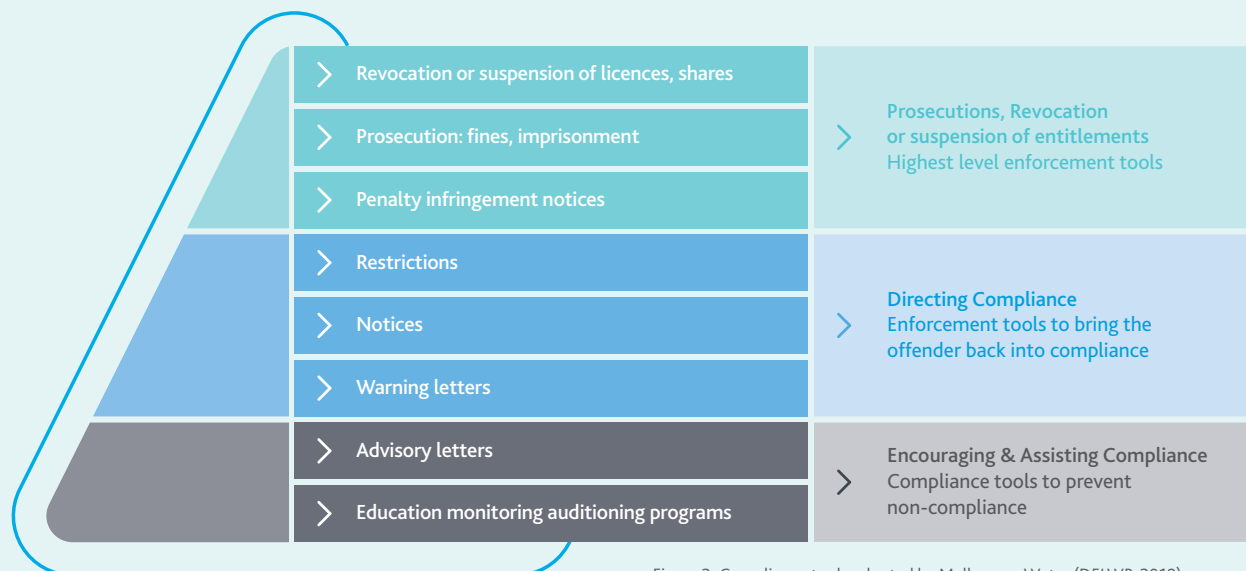 Revocation or suspension of licences, shares
Prosecution: fines, imprisonment
Penalty infringement notices
Prosecutions, Revocation
or suspension of entitlements
Highest level enforcement tools
Restrictions
Notices
Warning letters
Directing Compliance
Enforcement tools to bring the
offender back into compliance
Advisory letters
Education monitoring auditioning programs
Encouraging & Assisting Compliance
Compliance tools to prevent
non-compliance